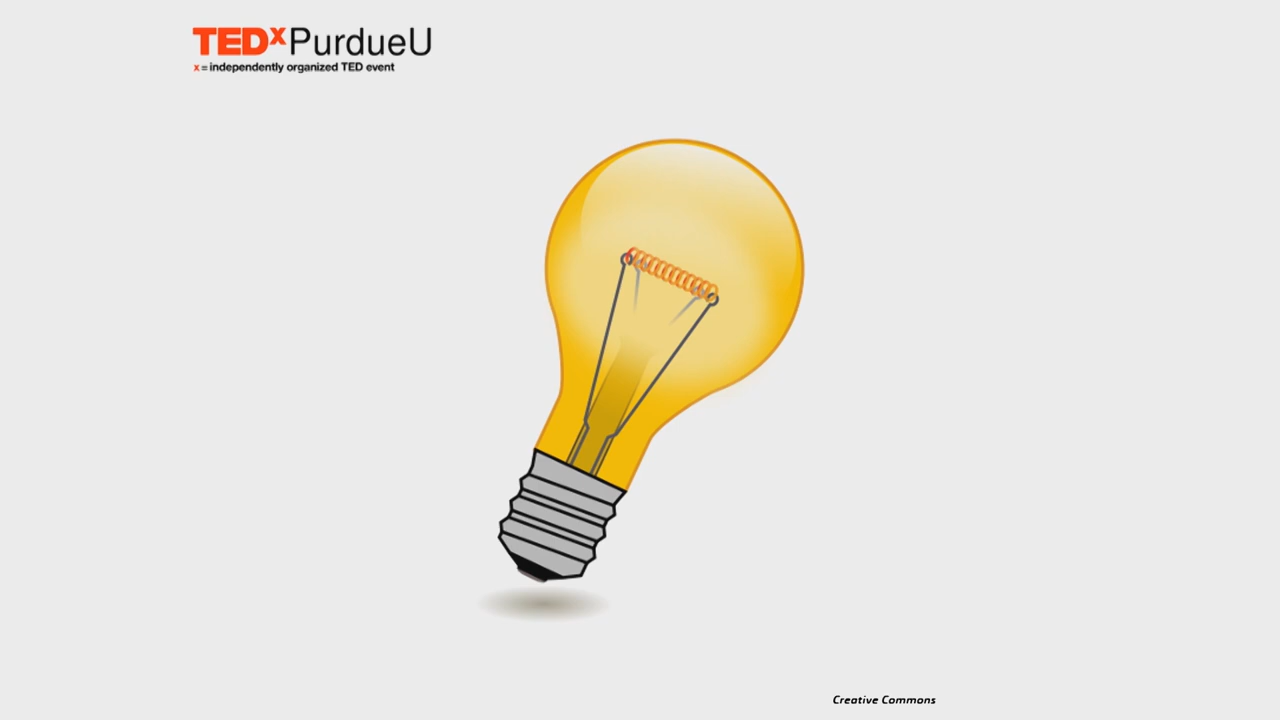 TEDxPurdueU
x = independently organized TED event
Creative Commons